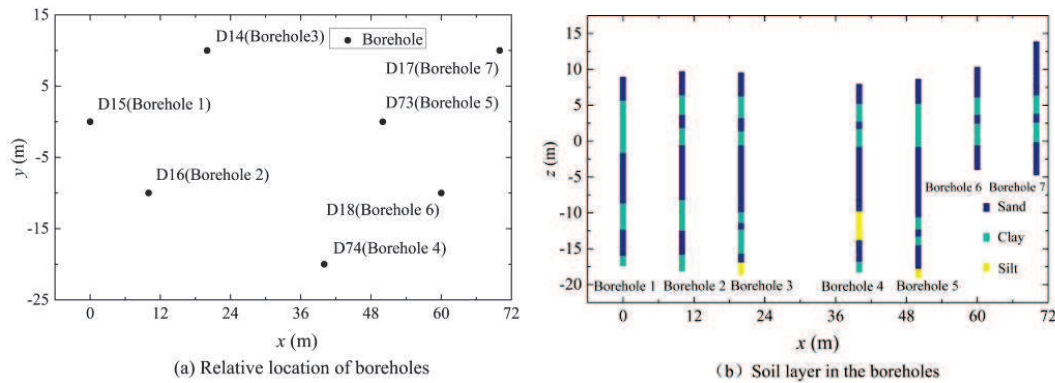 15
5
-5
-15
-25
y (m)
0
12
24
36
48
60
72
x (m)
D14(Borehole3)
Borehole
D17(Borehole 7)
D15(Borehole 1)
D73(Borehole 5)
D16(Borehole 2)
D18(Borehole 6)
D74(Borehole 4)
(a) Relative location of boreholes
15
10
5
0
-5
-10
-15
-20
z (m)
Borehole 6 Borehole 7
Sand
Clay
Silt
Borehole 1 Borehole 2 Borehole 3 Borehole 4 Borehole 5
0
12
24
36
48
60
72
x (m)
(b) Soil layer in the boreholes